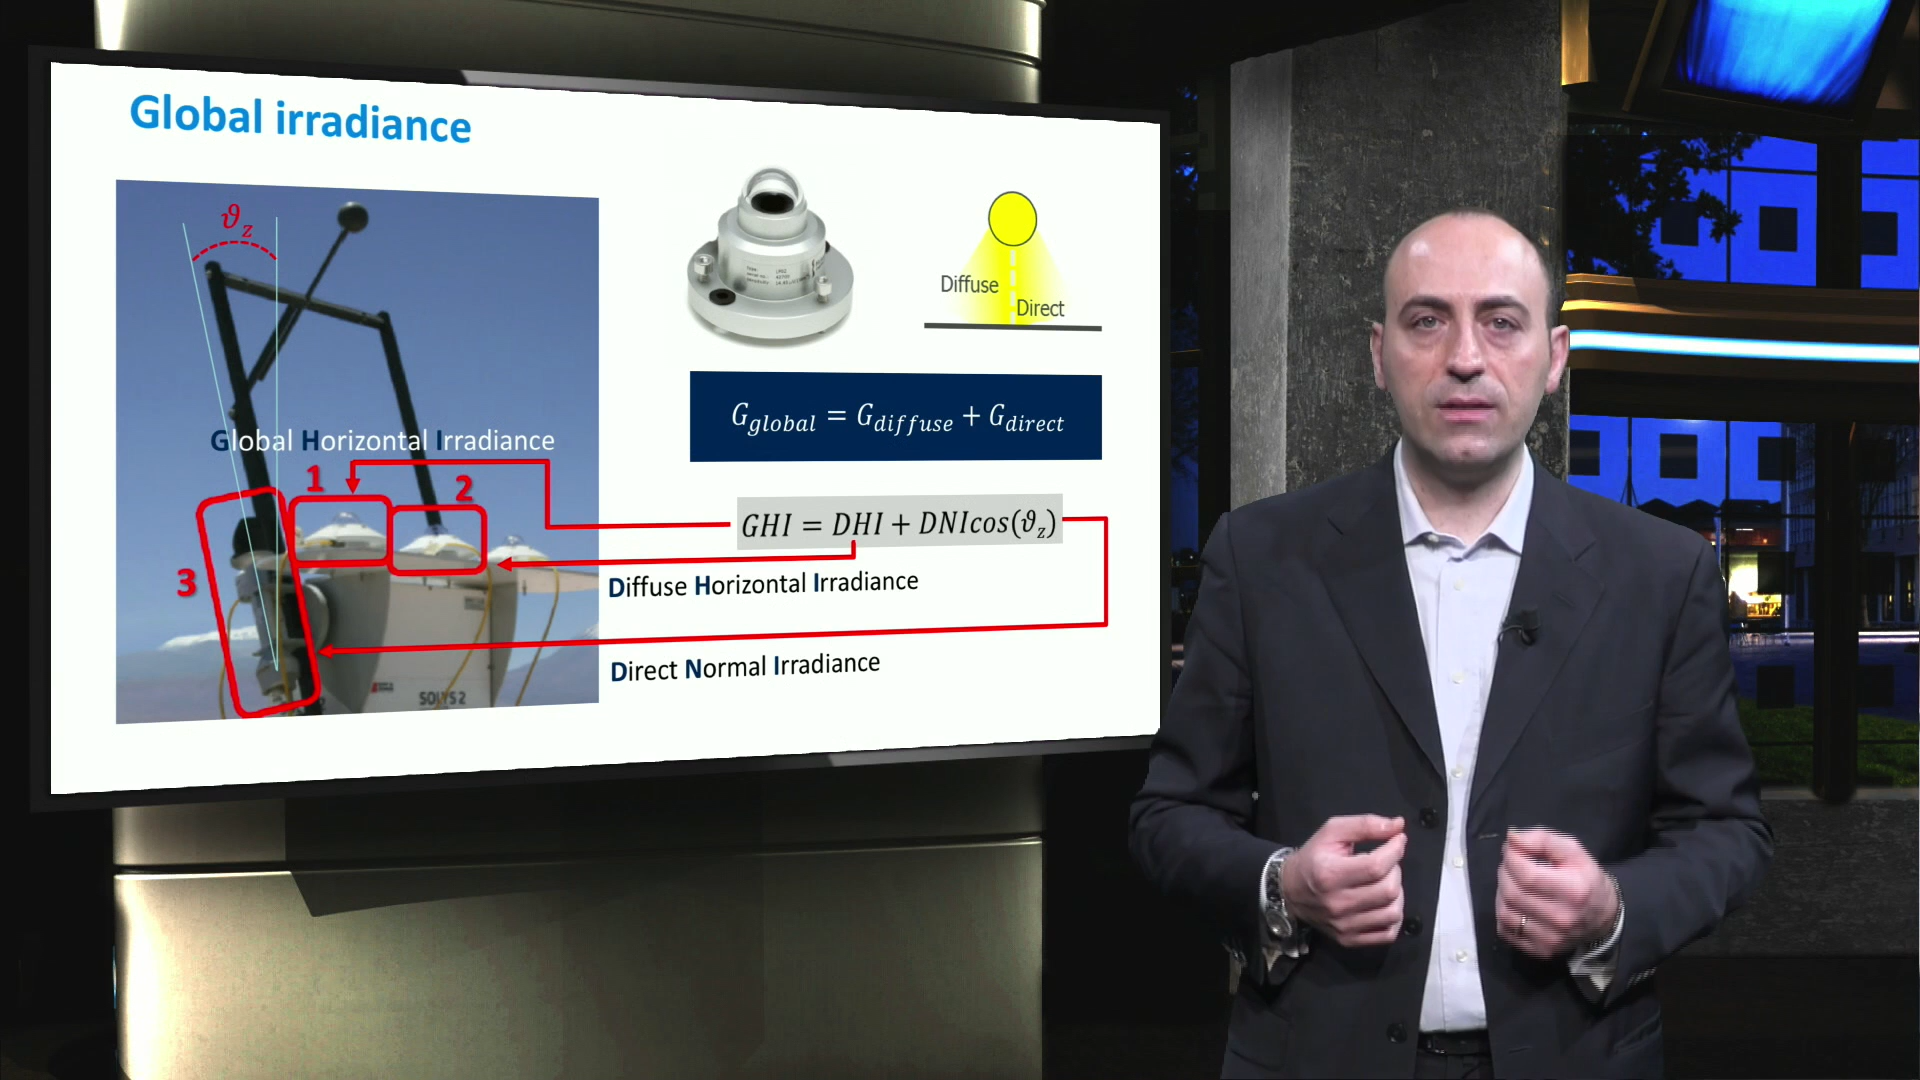 Global irradiance
ϑz
Diffuse
Direct
Gglobal = Gdiffuse + Gdirect
Global Horizontal Irradiance
1
2
GHI = DHI + DNIcos(ϑz)
3
Diffuse Horizontal Irradiance
Direct Normal Irradiance
SOLYS2